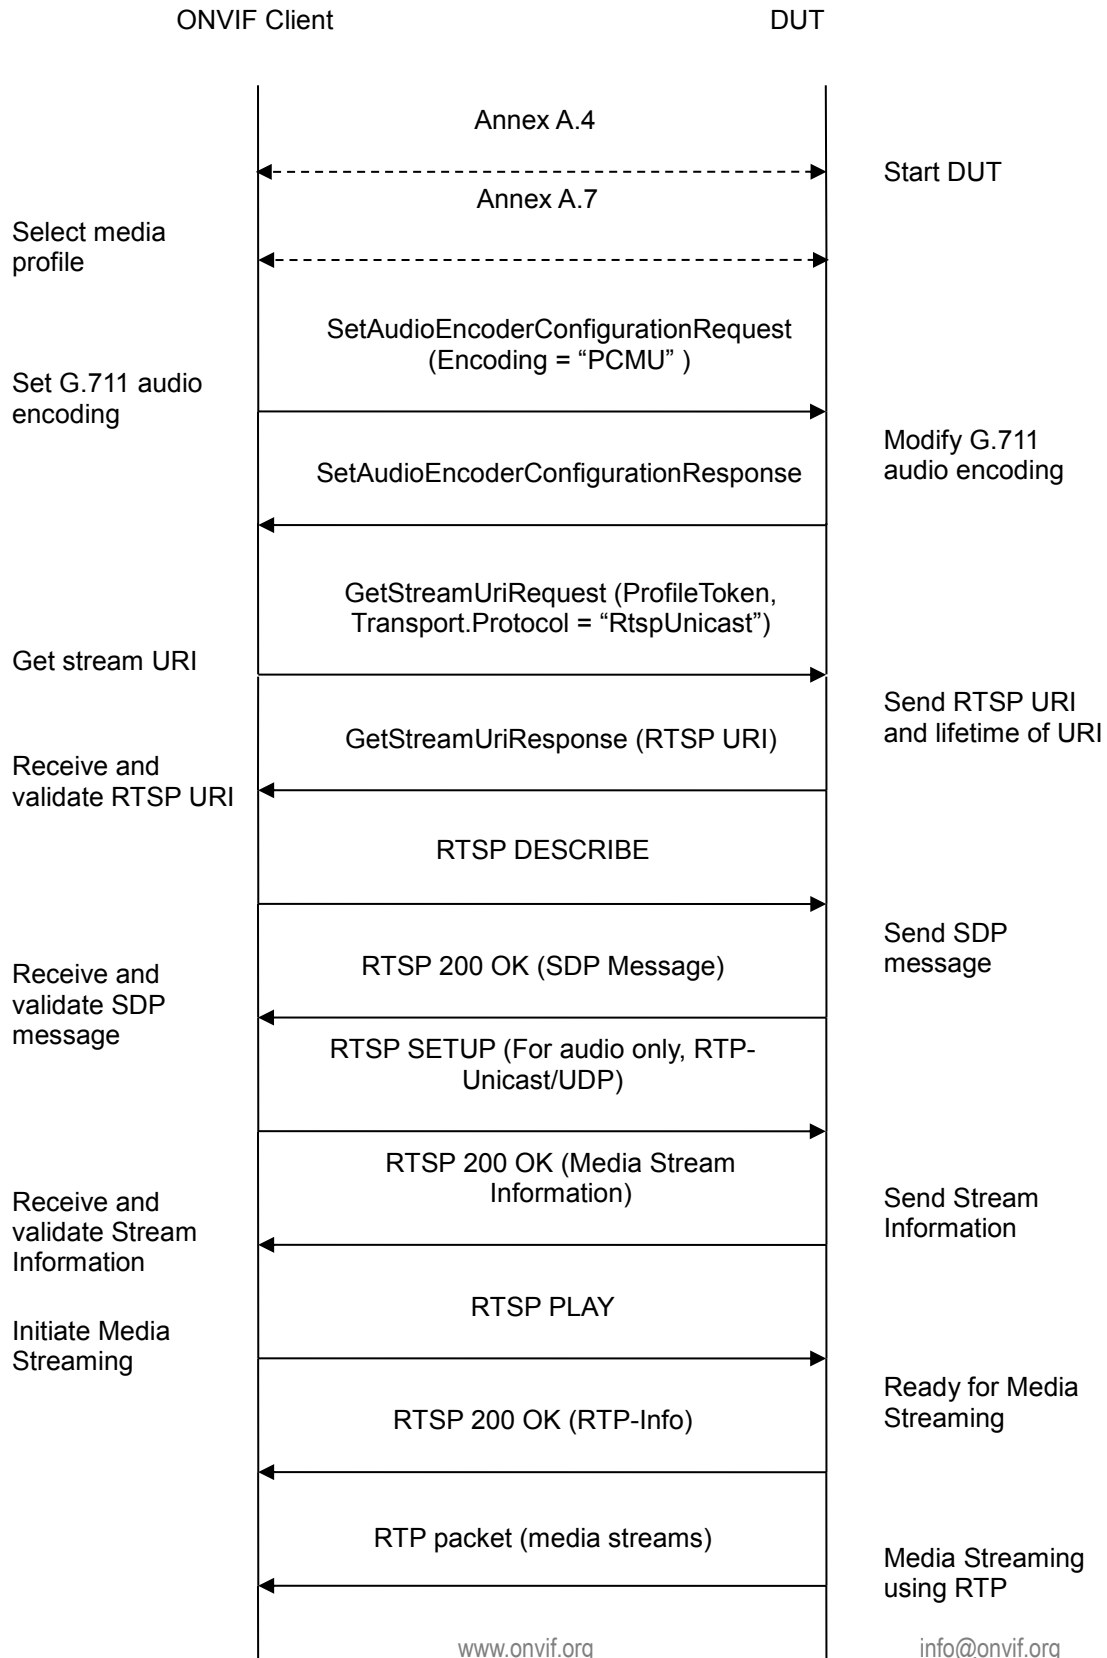 ONVIF Client
DUT
Annex A.4
Start DUT
Annex A.7
Select media
profile
SetAudioEncoderConfigurationRequest
(Encoding = “PCMU” )
Set G.711 audio
encoding
Modify G.711
audio encoding
SetAudioEncoderConfigurationResponse
GetStreamUriRequest (ProfileToken,
Transport.Protocol = “RtspUnicast”)
Get stream URI
Send RTSP URI
and lifetime of URI
GetStreamUriResponse (RTSP URI)
Receive and
validate RTSP URI
RTSP DESCRIBE
Send SDP
message
RTSP 200 OK (SDP Message)
Receive and
validate SDP
message
RTSP SETUP (For audio only, RTP-
Unicast/UDP)
RTSP 200 OK (Media Stream
Information)
Receive and
validate Stream
Information
Send Stream
Information
RTSP PLAY
Initiate Media
Streaming
Ready for Media
Streaming
RTSP 200 OK (RTP-Info)
RTP packet (media streams)
Media Streaming
using RTP
www.onvif.org
info@onvif.org